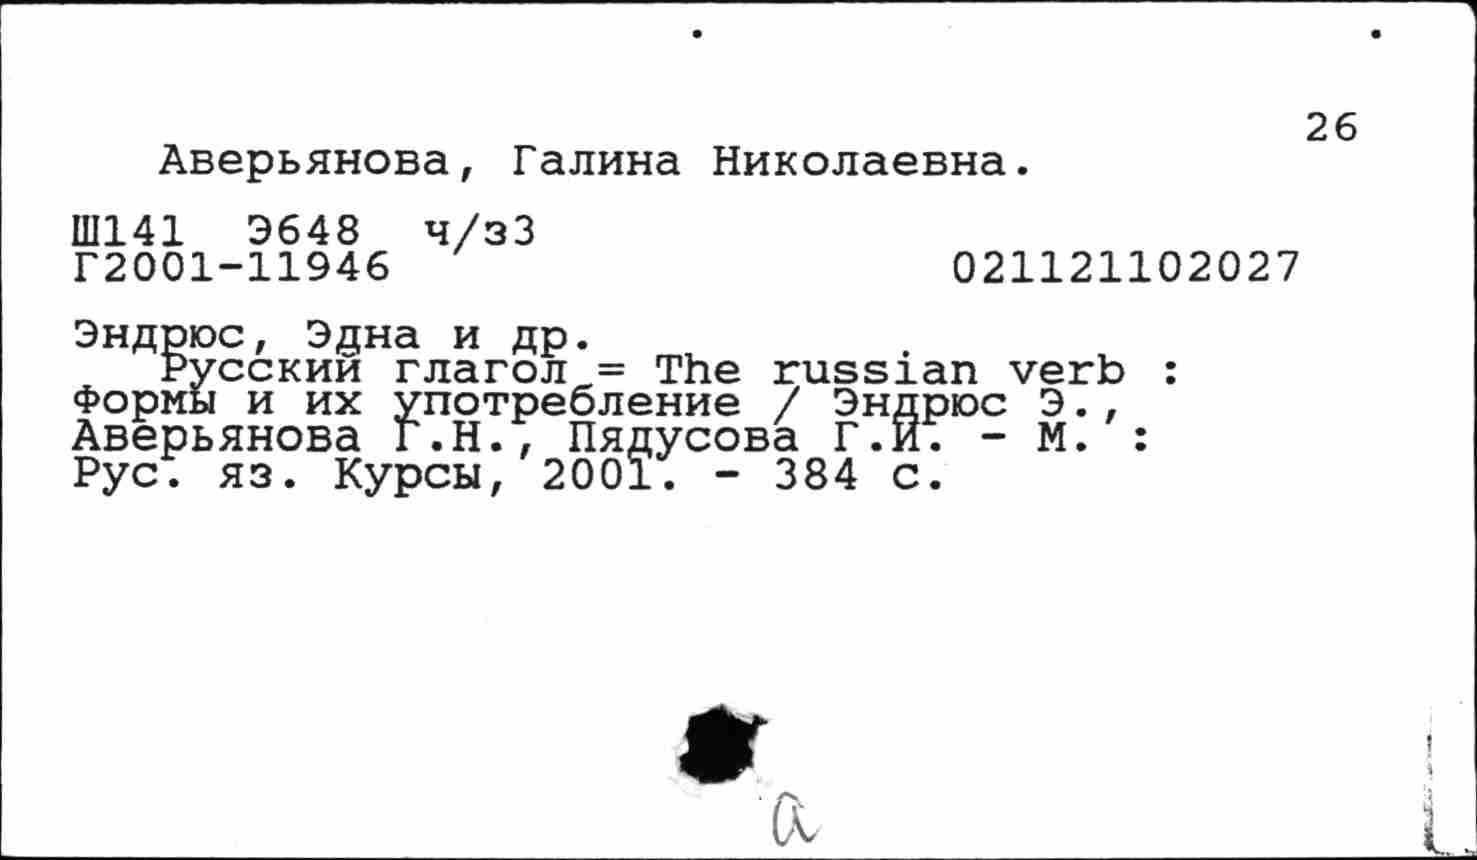 26
Аверьянова, Галина Николаевна.
Ш141 Э648 ч/з3
Г2001-11946 021121102027
Эндрюс, Эдна и др.
Русский глагол = The russian verb :
Формы и их употребление / Эндрюс Э.,
Аверьянова Г.Н., Пядусова Г.И. - М. :
Рус. яз. Курсы, 2001. - 384 с.
a